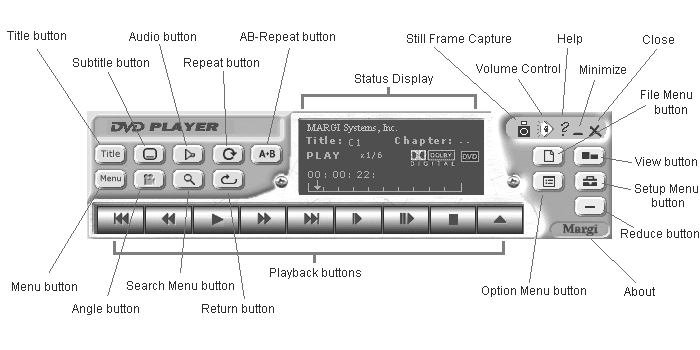 Title button
Audio button
AB-Repeat button
Still Frame Capture
Help
Close
Subtitle button
Repeat button
Volume Control
Minimize
Status Display
File Menu
button
DVD PLAYER
MARGI Systems, Inc.
Title: C1 Chapter: --
PLAY x1/6 DOLBY DVD
DIGITAL
00: 00: 22:
Title
A•B
Menu
View button
Setup Menu
button
Reduce button
Margi
Playback buttons
Menu button
Search Menu button
Option Menu button
About
Angle button
Return button